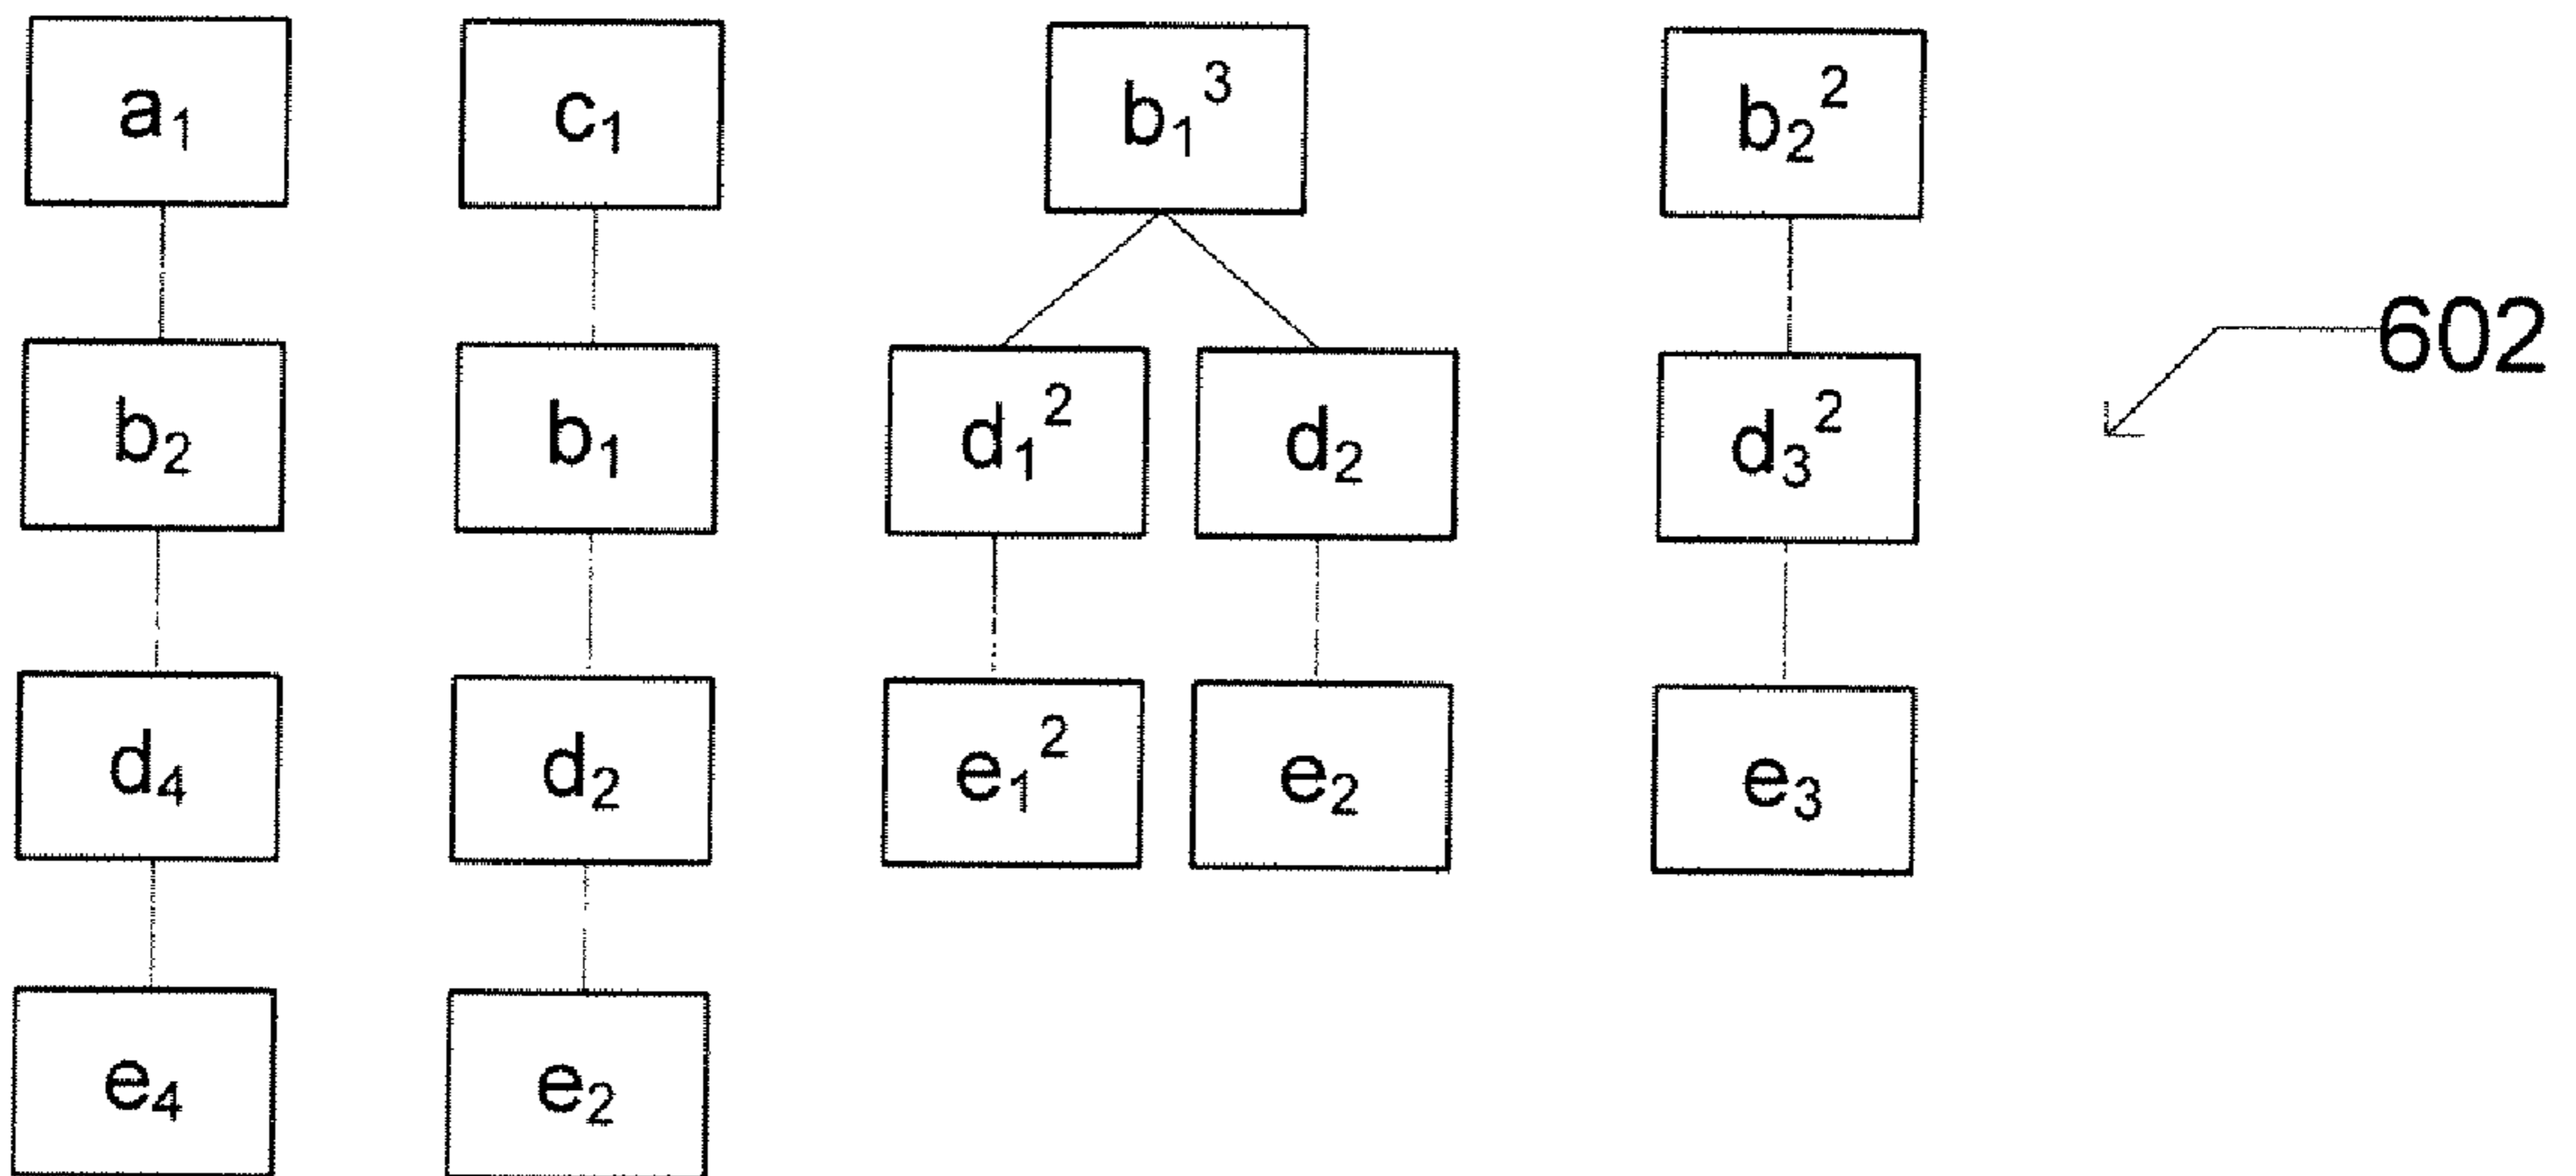 a₁ c₁ b₁³ b₂²
602
b₂ b₁ d₁² d₂ d₃²
d₄ d₂ e₁² e₂ e₃
e₄ e₂